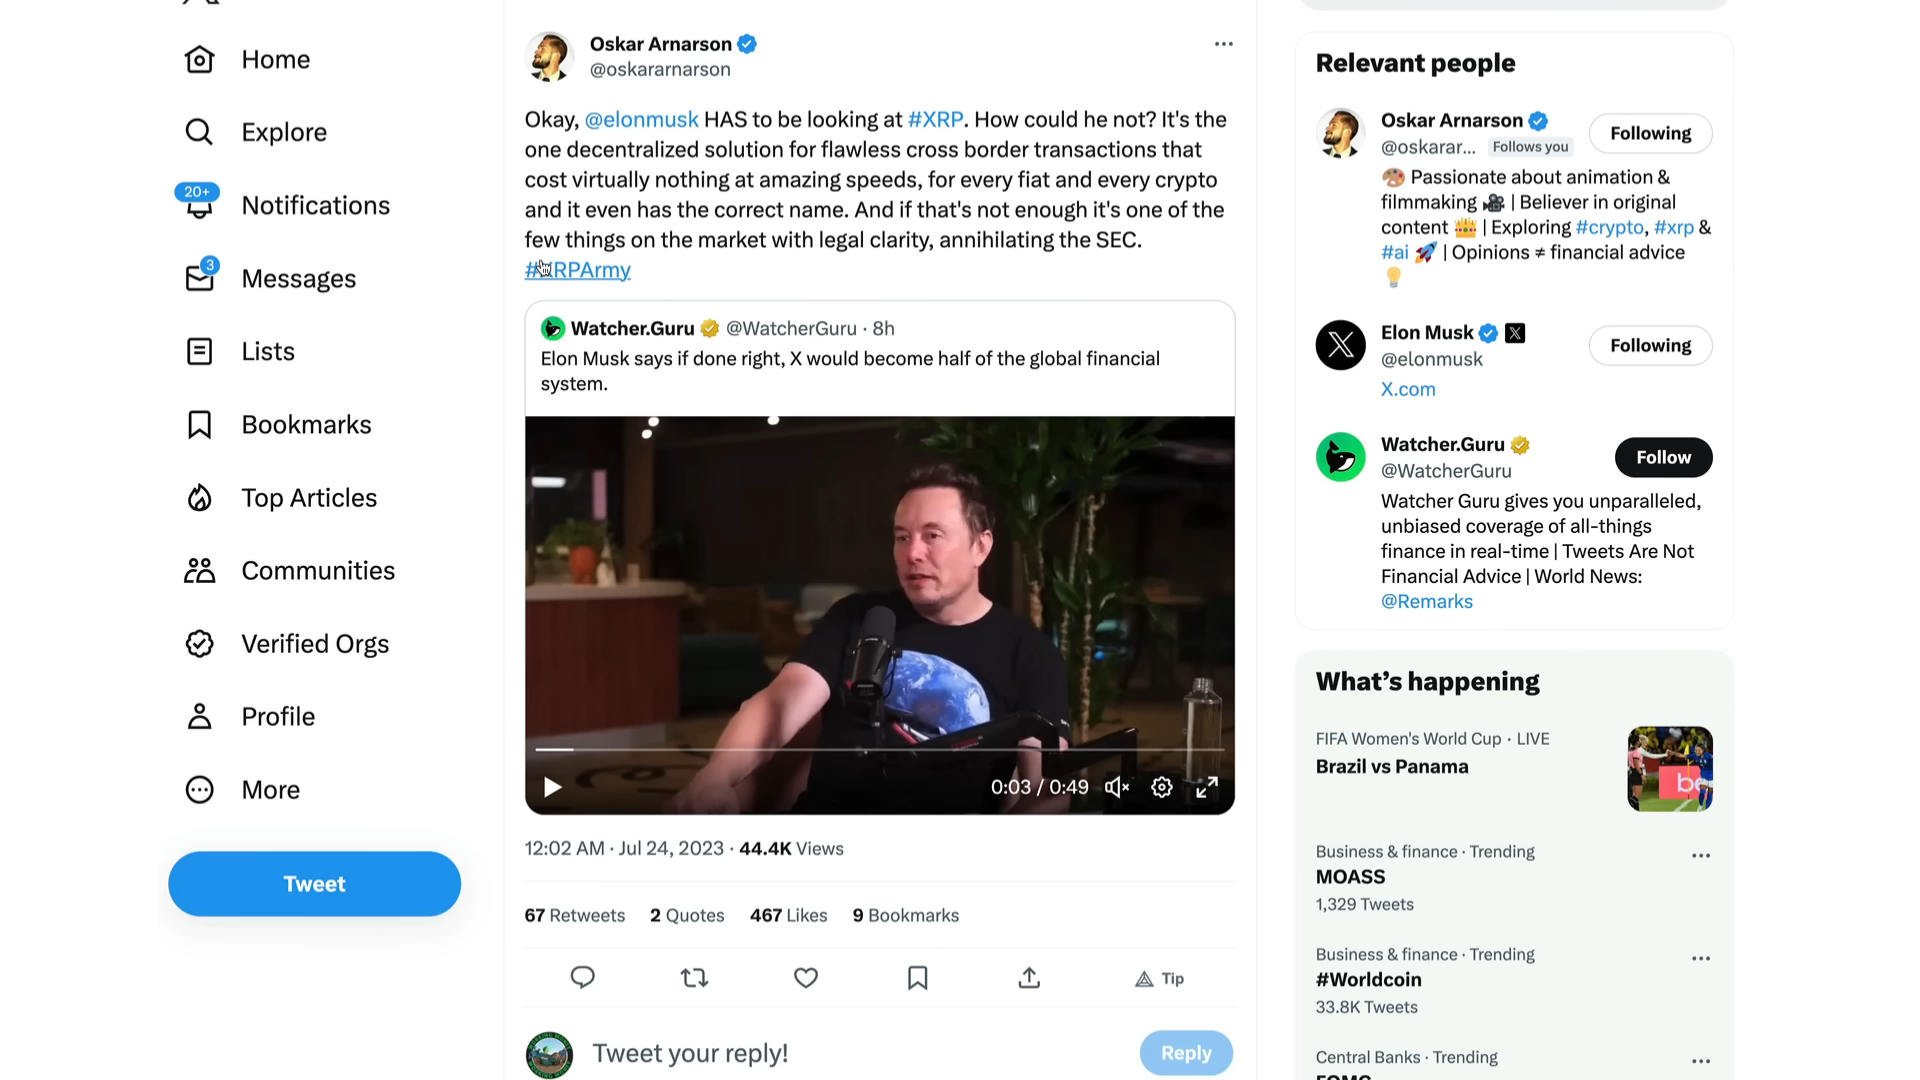 Home
Explore
20+
Notifications
3
Messages
Lists
Bookmarks
Top Articles
Communities
Verified Orgs
Profile
More
Tweet
Oskar Arnarson
@oskararnarson
Okay, @elonmusk HAS to be looking at #XRP. How could he not? It's the
one decentralized solution for flawless cross border transactions that
cost virtually nothing at amazing speeds, for every fiat and every crypto
and it even has the correct name. And if that's not enough it's one of the
few things on the market with legal clarity, annihilating the SEC.
#XRPArmy
Watcher.Guru @WatcherGuru · 8h
Elon Musk says if done right, X would become half of the global financial
system.
0:03 / 0:49
12:02 AM · Jul 24, 2023 · 44.4K Views
67 Retweets 2 Quotes 467 Likes 9 Bookmarks
Tip
Tweet your reply!
Reply
Relevant people
Oskar Arnarson
@oskarar... Follows you
Following
🎨 Passionate about animation &
filmmaking 🎥 | Believer in original
content 👑 | Exploring #crypto, #xrp &
#ai 🚀 | Opinions ≠ financial advice
💡
Elon Musk
@elonmusk
Following
X.com
Watcher.Guru
@WatcherGuru
Follow
Watcher Guru gives you unparalleled,
unbiased coverage of all-things
finance in real-time | Tweets Are Not
Financial Advice | World News:
@Remarks
What's happening
FIFA Women's World Cup · LIVE
Brazil vs Panama
Business & finance · Trending
MOASS
1,329 Tweets
Business & finance · Trending
#Worldcoin
33.8K Tweets
Central Banks · Trending